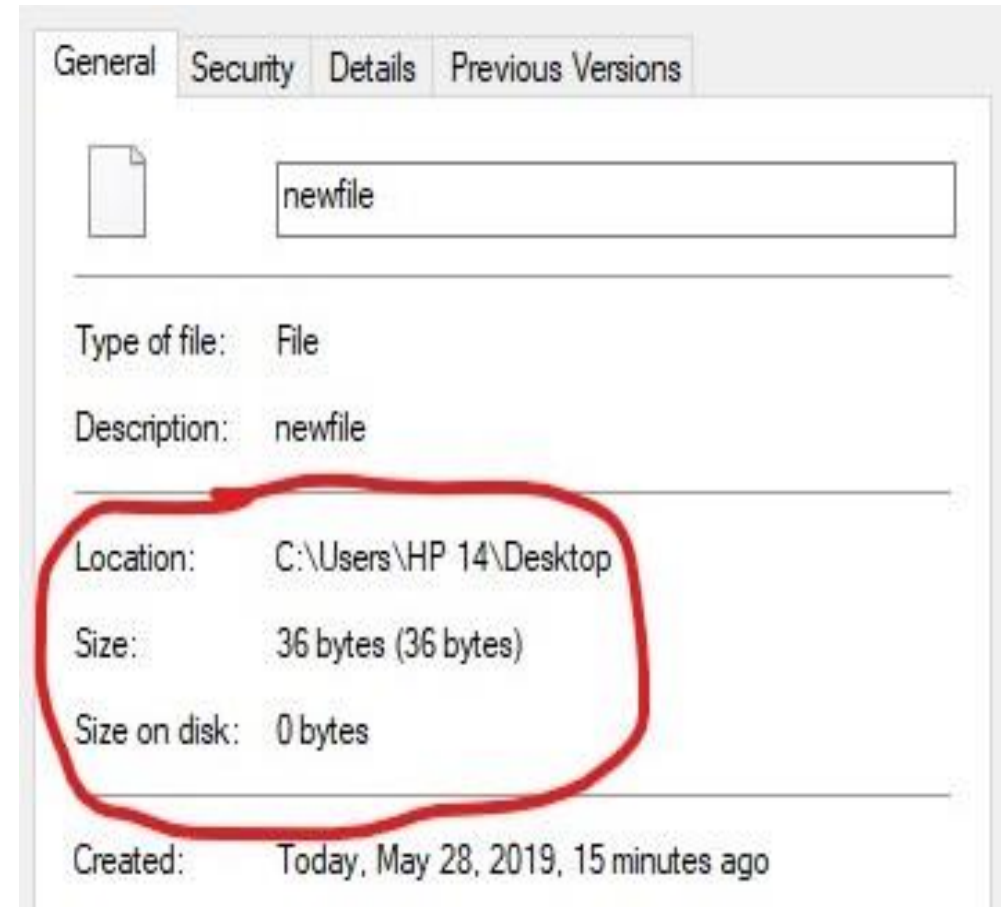 General Security Details Previous Versions
newfile
Type of file: File
Description: newfile
Location: C:\Users\HP 14\Desktop
Size: 36 bytes (36 bytes)
Size on disk: 0 bytes
Created: Today, May 28, 2019, 15 minutes ago